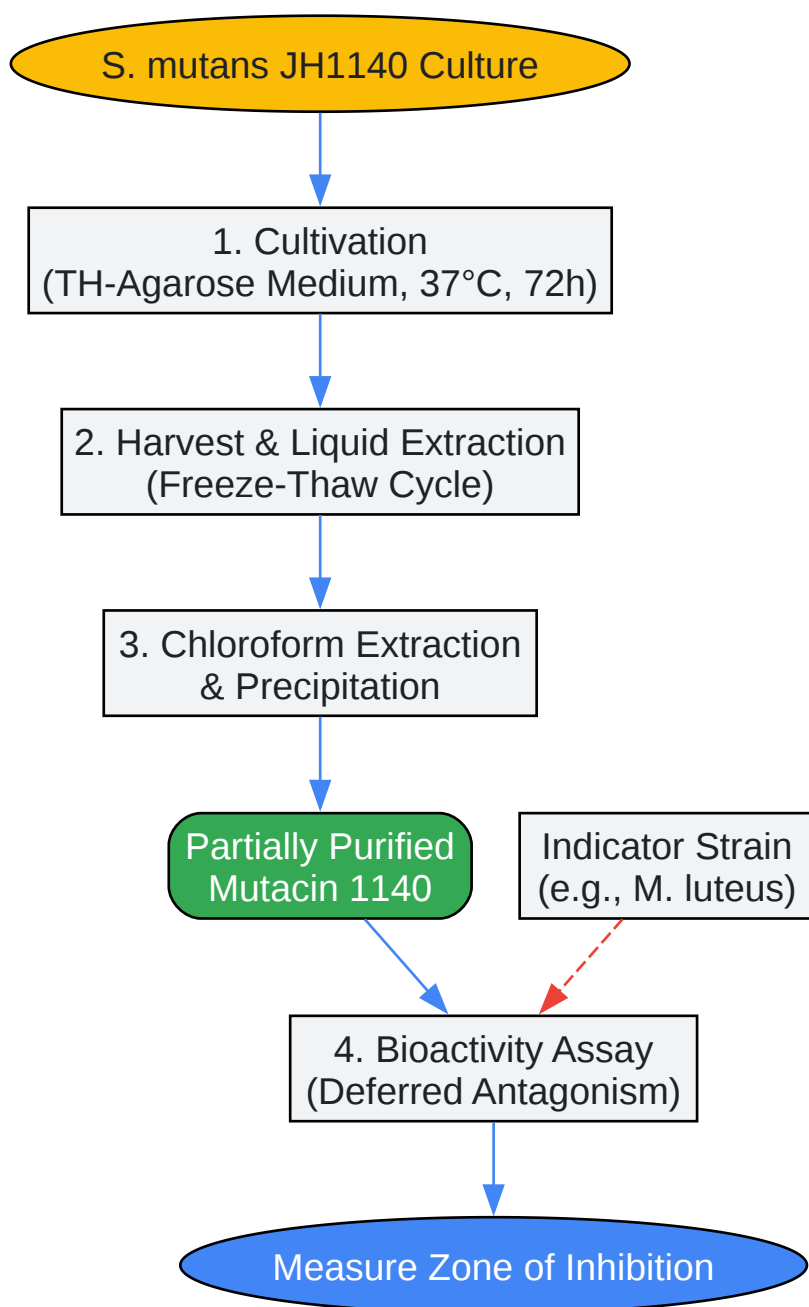 S. mutans JH1140 Culture
1. Cultivation
(TH-Agarose Medium, 37°C, 72h)
2. Harvest & Liquid Extraction
(Freeze-Thaw Cycle)
3. Chloroform Extraction
& Precipitation
Partially Purified
Mutacin 1140
Indicator Strain
(e.g., M. luteus)
4. Bioactivity Assay
(Deferred Antagonism)
Measure Zone of Inhibition